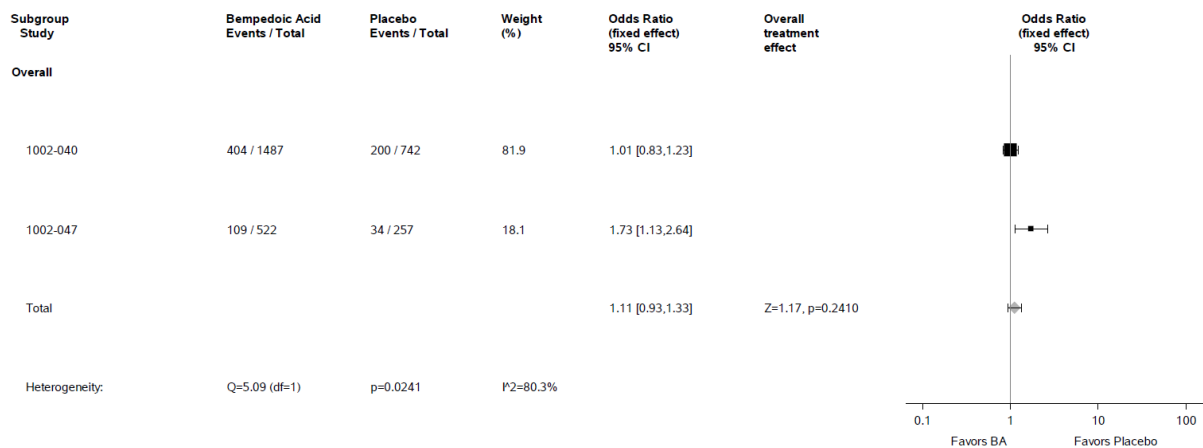 Subgroup Bempedoic Acid Placebo Weight Odds Ratio Overall Odds Ratio
Study Events / Total Events / Total (%) (fixed effect) treatment (fixed effect)
95% CI effect 95% CI
Overall
1002-040 404 / 1487 200 / 742 81.9 1.01 [0.83,1.23]
1002-047 109 / 522 34 / 257 18.1 1.73 [1.13,2.64]
Total 1.11 [0.93,1.33] Z=1.17, p=0.2410
Heterogeneity: Q=5.09 (df=1) p=0.0241 I^2=80.3%
0.1 1 10 100
Favors BA Favors Placebo